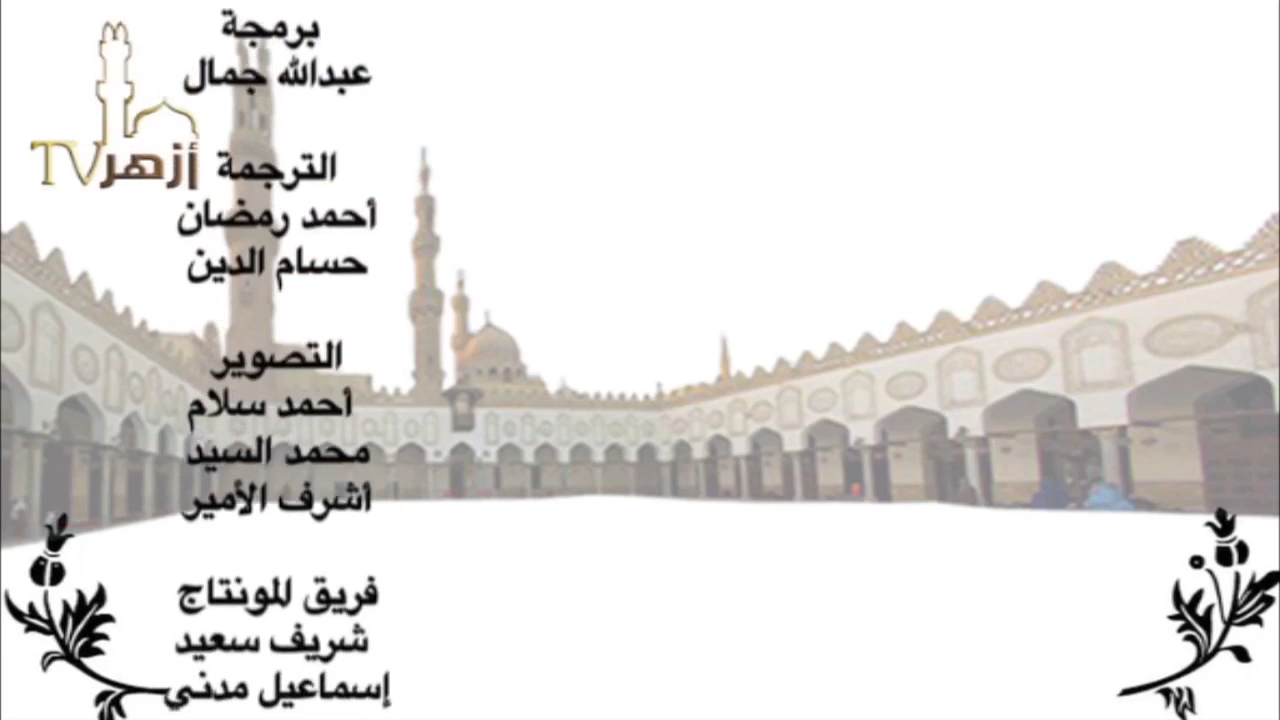 برمجة
عبدالله جمال
أزهر TV
الترجمة
أحمد رمضان
حسام الدين
التصوير
أحمد سلام
محمد السيد
أشرف الأمير
فريق المونتاج
شريف سعيد
إسماعيل مدني